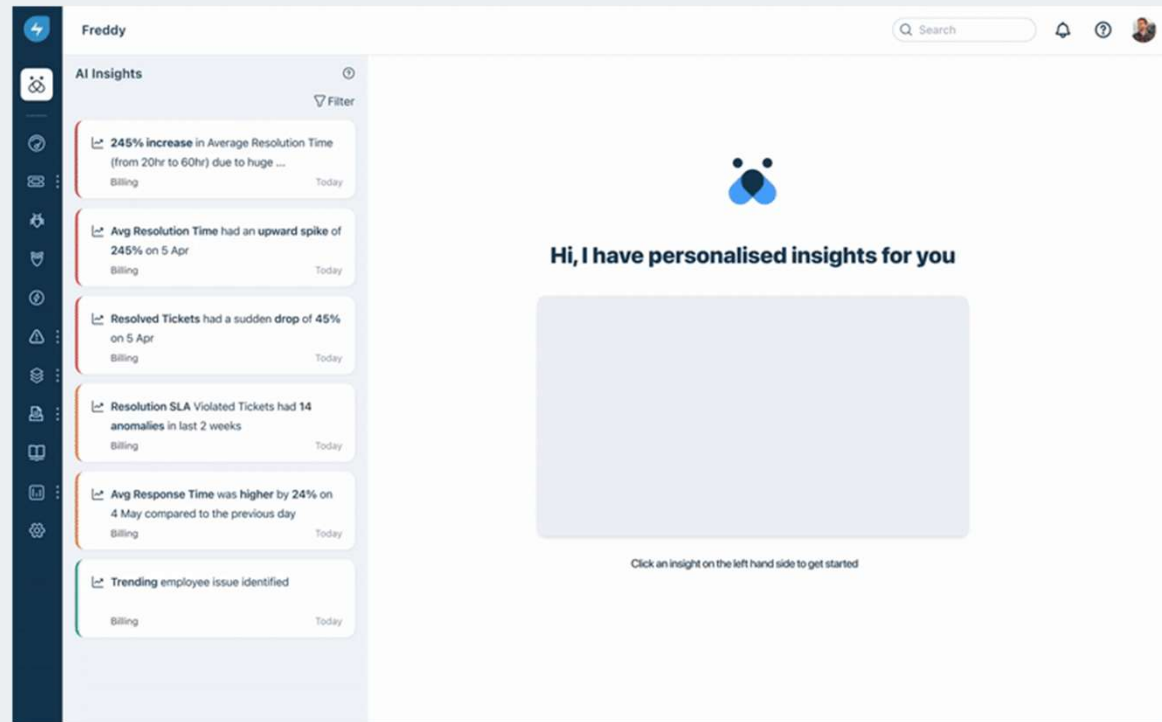 Freddy
Search
AI Insights
Filter
245% increase in Average Resolution Time
(from 20hr to 60hr) due to huge ...
Billing Today
Avg Resolution Time had an upward spike of
245% on 5 Apr
Billing Today
Resolved Tickets had a sudden drop of 45%
on 5 Apr
Billing Today
Resolution SLA Violated Tickets had 14
anomalies in last 2 weeks
Billing Today
Avg Response Time was higher by 24% on
4 May compared to the previous day
Billing Today
Trending employee issue identified
Billing Today
Hi, I have personalised insights for you
Click an insight on the left hand side to get started